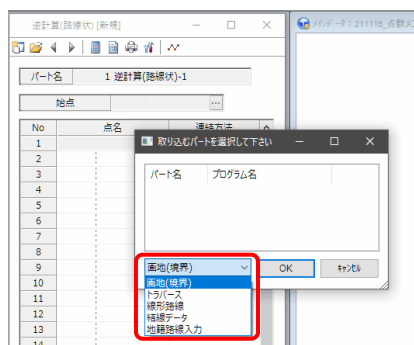 逆計算(路線状) [新規]
ﾒｲﾝﾃﾞｰﾀ : 211118_点群メ
パート名 1 逆計算(路線状)-1
始点 ...
No 点名 連結方法
1
2
3
4
5
6
7
8
9
10
11
12
13
14
取り込むパートを選択して下さい
パート名 プログラム名
画地(境界)
OK ｷｬﾝｾﾙ
画地(境界)
トラバース
線形路線
結線データ
地籍路線入力